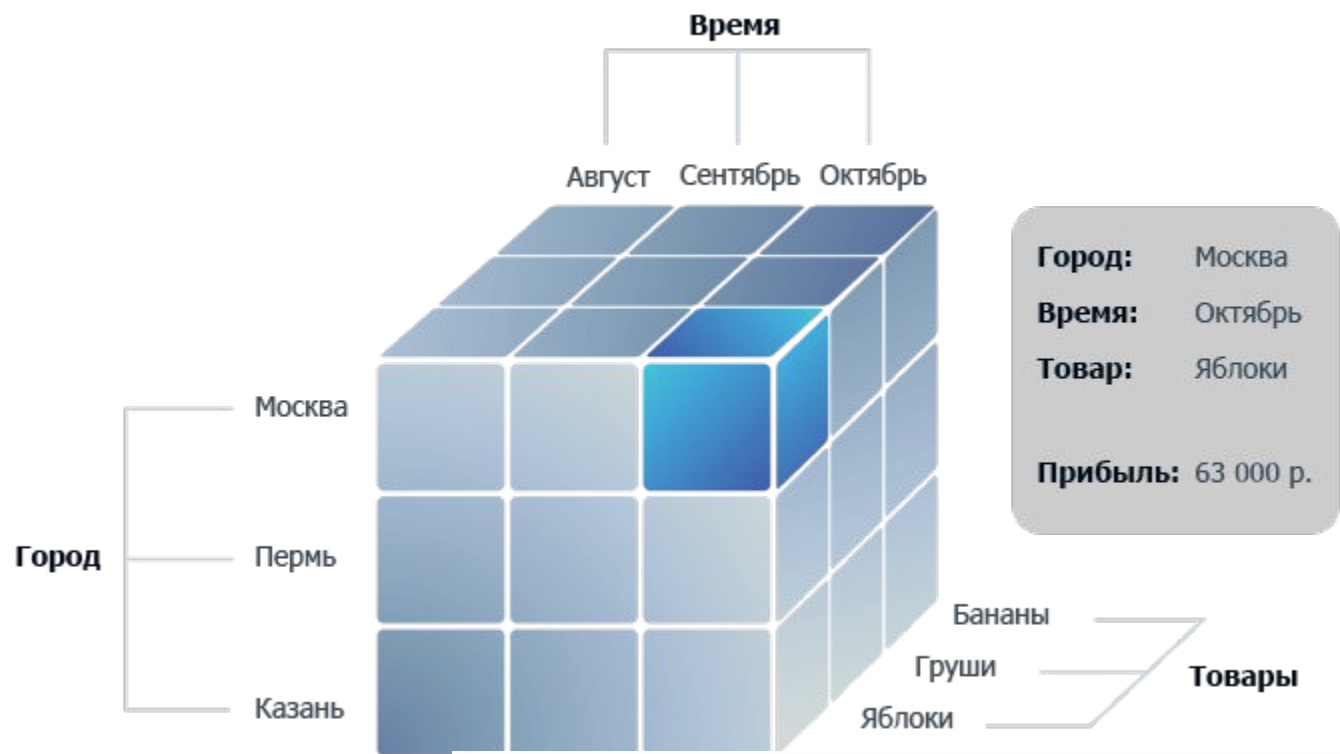 Время
Август Сентябрь Октябрь
Город: Москва
Время: Октябрь
Товар: Яблоки
Прибыль: 63 000 р.
Москва
Город
Пермь
Казань
Бананы
Груши
Товары
Яблоки